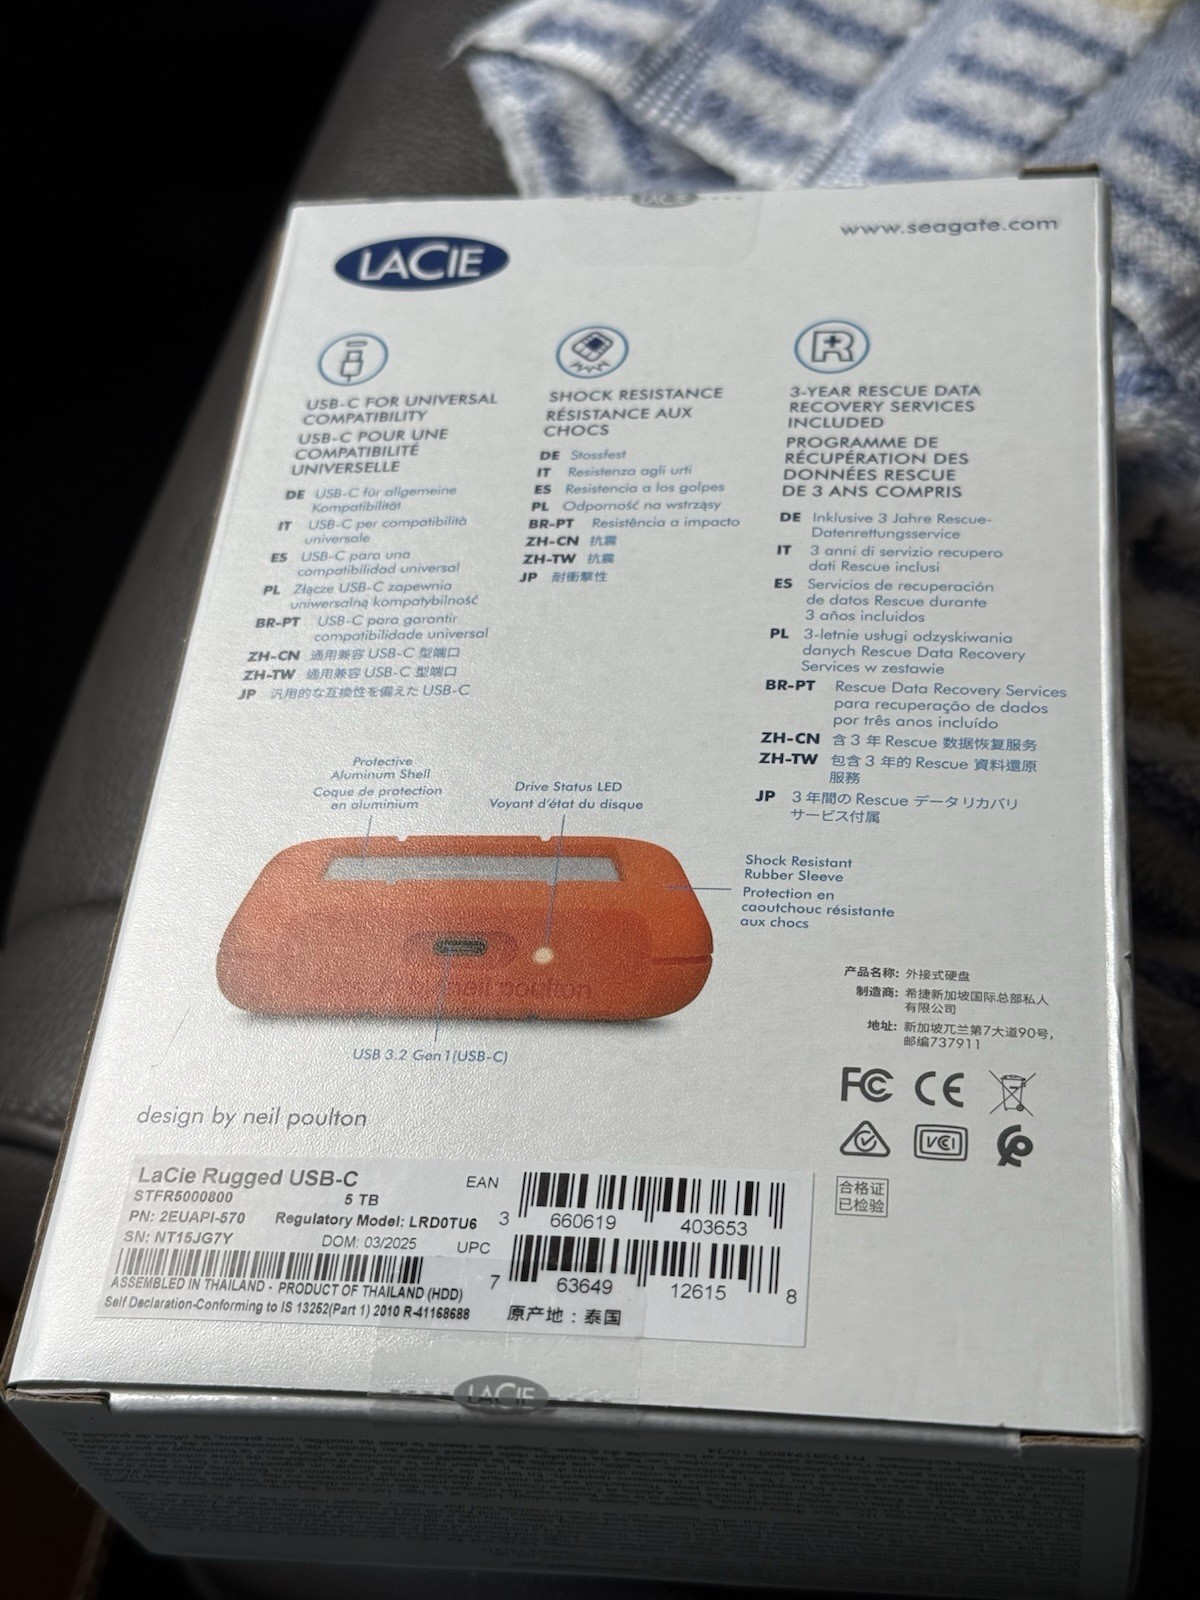 LACIE
www.seagate.com
LACIE
USB-C FOR UNIVERSAL
COMPATIBILITY
USB-C POUR UNE
COMPATIBILITÉ
UNIVERSELLE
DE USB-C für allgemeine
Kompatibilität
IT USB-C per compatibilità
universale
ES USB-C para una
compatibilidad universal
PL Złącze USB-C zapewnia
uniwersalną kompatybilność
BR-PT USB-C para garantir
compatibilidade universal
ZH-CN 通用兼容 USB-C 型端口
ZH-TW 通用兼容 USB-C 型端口
JP 汎用的な互換性を備えた USB-C
SHOCK RESISTANCE
RÉSISTANCE AUX
CHOCS
DE Stossfest
IT Resistenza agli urti
ES Resistencia a los golpes
PL Odporność na wstrząsy
BR-PT Resistência a impacto
ZH-CN 抗震
ZH-TW 抗震
JP 耐衝撃性
R+
3-YEAR RESCUE DATA
RECOVERY SERVICES
INCLUDED
PROGRAMME DE
RÉCUPÉRATION DES
DONNÉES RESCUE
DE 3 ANS COMPRIS
DE Inklusive 3 Jahre Rescue-
Datenrettungsservice
IT 3 anni di servizio recupero
dati Rescue inclusi
ES Servicios de recuperación
de datos Rescue durante
3 años incluidos
PL 3-letnie usługi odzyskiwania
danych Rescue Data Recovery
Services w zestawie
BR-PT Rescue Data Recovery Services
para recuperação de dados
por três anos incluído
ZH-CN 含 3 年 Rescue 数据恢复服务
ZH-TW 包含 3 年的 Rescue 資料還原
服務
JP 3 年間の Rescue データリカバリ
サービス付属
Protective
Aluminum Shell
Coque de protection
en aluminium
Drive Status LED
Voyant d'état du disque
Shock Resistant
Rubber Sleeve
Protection en
caoutchouc résistante
aux chocs
neil poulton
USB 3.2 Gen 1(USB-C)
产品名称: 外接式硬盘
制造商: 希捷新加坡国际总部私人
有限公司
地址: 新加坡兀兰第7大道90号,
邮编737911
FC CE
VCCI
合格证
已检验
design by neil poulton
LaCie Rugged USB-C
STFR5000800 5 TB
PN: 2EUAPI-570 Regulatory Model: LRD0TU6
SN: NT15JG7Y DOM: 03/2025
ASSEMBLED IN THAILAND - PRODUCT OF THAILAND (HDD)
Self Declaration-Conforming to IS 13252(Part 1) 2010 R-41168688
EAN
3 660619 403653
UPC
7 63649 12615 8
原产地：泰国
LACIE